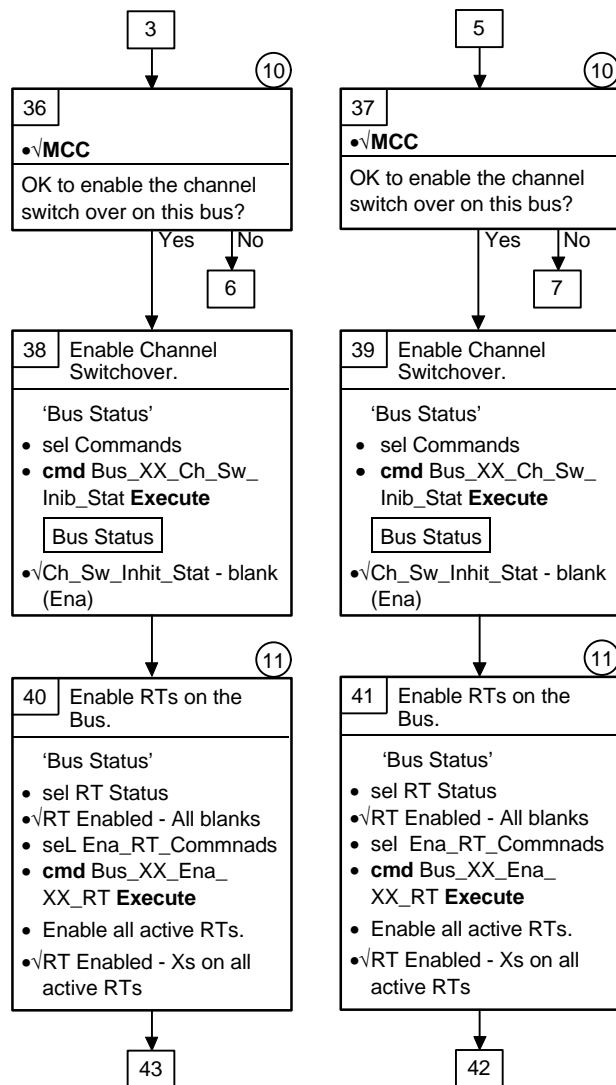 3
10
36
•√MCC
OK to enable the channel
switch over on this bus?
Yes
No
6
38
Enable Channel
Switchover.
‘Bus Status’
• sel Commands
• cmd Bus_XX_Ch_Sw_
Inib_Stat Execute
Bus Status
•√Ch_Sw_Inhit_Stat - blank
(Ena)
11
40
Enable RTs on the
Bus.
‘Bus Status’
• sel RT Status
•√RT Enabled - All blanks
• seL Ena_RT_Commnads
• cmd Bus_XX_Ena_
XX_RT Execute
• Enable all active RTs.
•√RT Enabled - Xs on all
active RTs
43
5
10
37
•√MCC
OK to enable the channel
switch over on this bus?
Yes
No
7
39
Enable Channel
Switchover.
‘Bus Status’
• sel Commands
• cmd Bus_XX_Ch_Sw_
Inib_Stat Execute
Bus Status
•√Ch_Sw_Inhit_Stat - blank
(Ena)
11
41
Enable RTs on the
Bus.
‘Bus Status’
• sel RT Status
•√RT Enabled - All blanks
• sel Ena_RT_Commnads
• cmd Bus_XX_Ena_
XX_RT Execute
• Enable all active RTs.
•√RT Enabled - Xs on all
active RTs
42